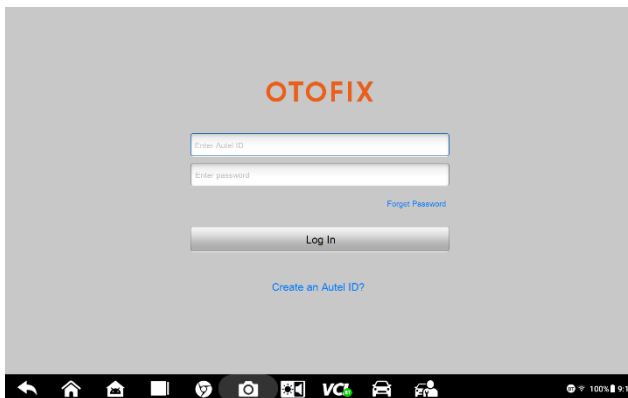 OTOFIX
Enter Autel ID
Enter password
Forget Password
Log In
Create an Autel ID?
VCI
100%